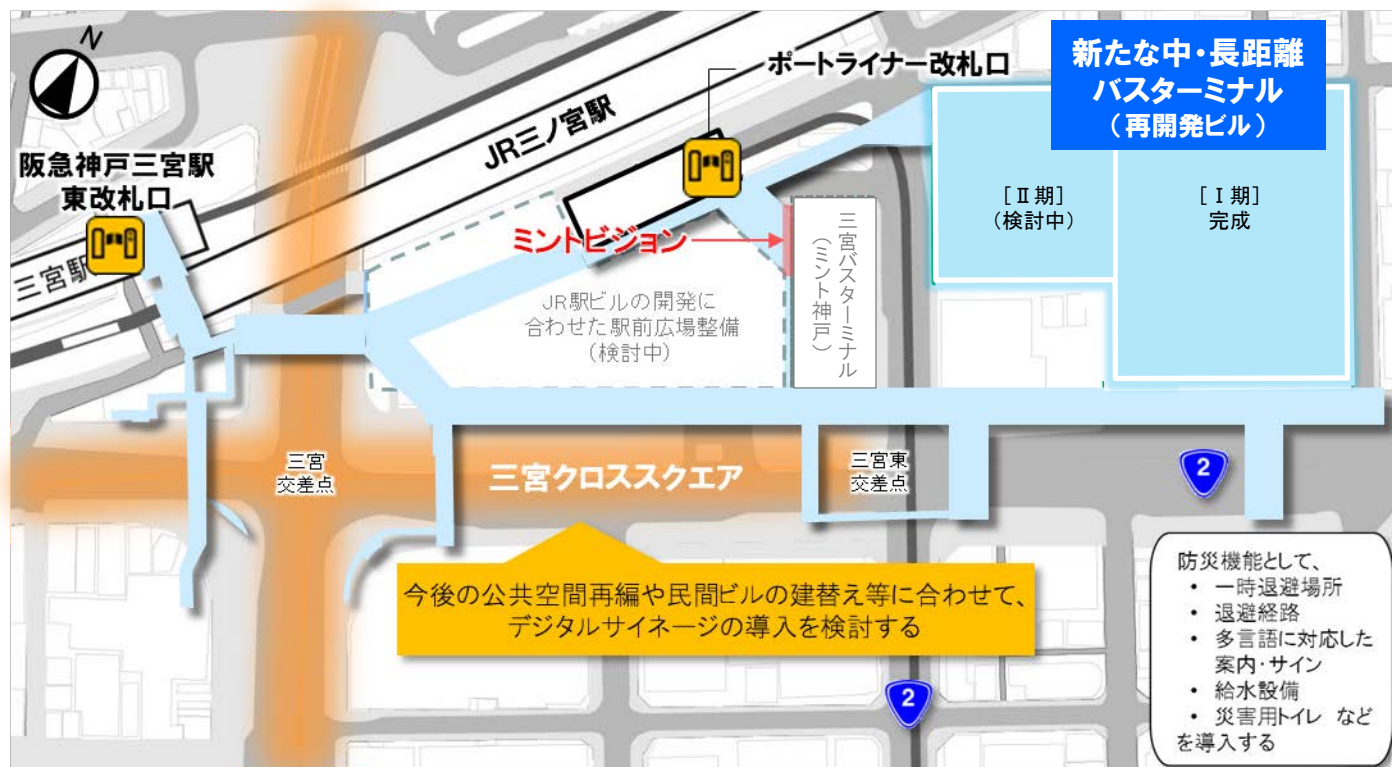 N
新たな中・長距離
バスターミナル
（再開発ビル）
ポートライナー改札口
JR三ノ宮駅
阪急神戸三宮駅
東改札口
三宮駅
ミントビジョン
三宮バスターミナル
（ミント神戸）
［Ⅱ期］
（検討中）
［Ⅰ期］
完成
JR駅ビルの開発に
合わせた駅前広場整備
（検討中）
三宮
交差点
三宮クロススクエア
三宮東
交差点
2
今後の公共空間再編や民間ビルの建替え等に合わせて、
デジタルサイネージの導入を検討する
2
防災機能として、
• 一時退避場所
• 退避経路
• 多言語に対応した
案内・サイン
• 給水設備
• 災害用トイレ など
を導入する